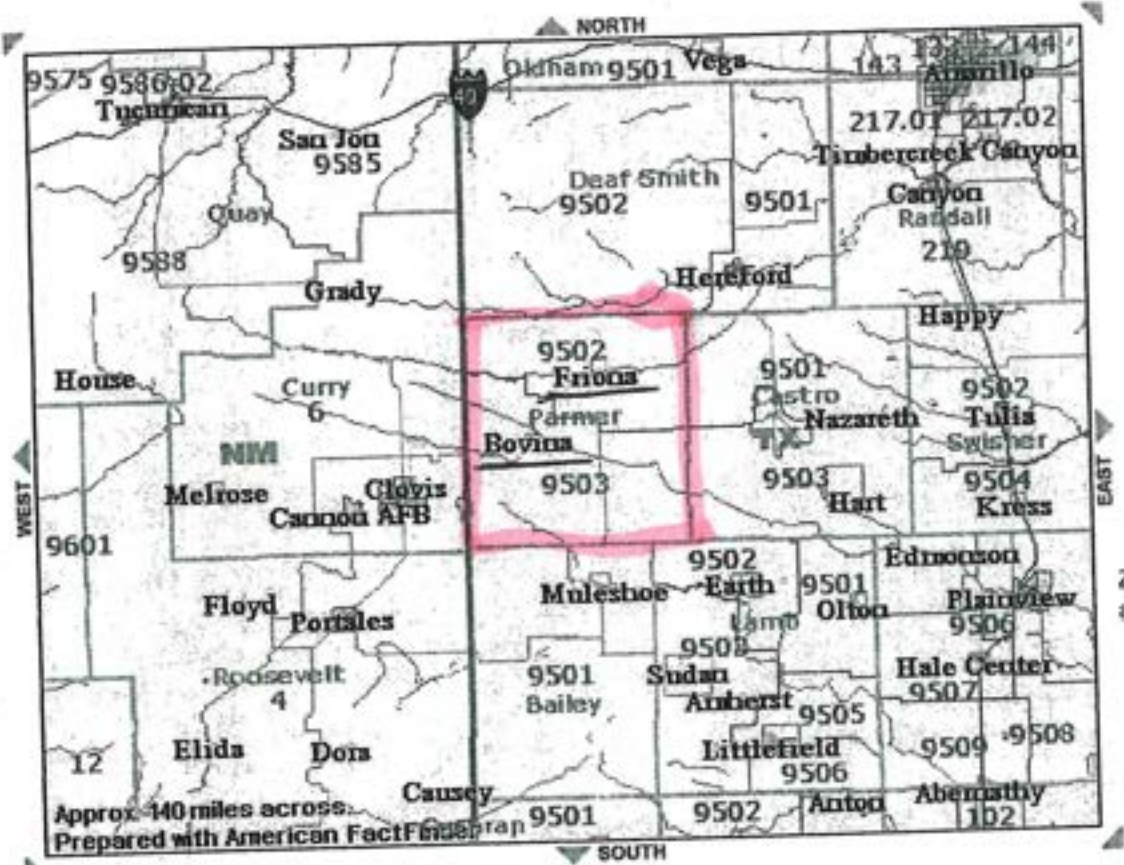 NORTH
9575 9586.02
Tucumcari
San Jon
9585
Quay
9588
Grady
40
Oldham 9501 Vega
143
144
Amarillo
217.01 217.02
Timbercreek Canyon
Canyon
Randall
219
Deaf Smith
9502
9501
Hereford
Happy
House
Curry
6
NM
Melrose
Clovis
Cannon AFB
9502
Friona
Parmer
Bovina
9503
9501
Castro
Nazareth
TX
9503
Hart
9502
Tulia
Swisher
9504
Kress
WEST
EAST
9601
Floyd
Portales
Roosevelt
4
Elida
Dora
Causey
12
Muleshoe
9501
Bailey
9502
Earth
Lamb
9503
Sudan
Amherst
9501
Olton
9505
Littlefield
9506
Edmonson
Plainview
9506
Hale Center
9507
9509
9508
Abernathy
102
Anton
9501
9502
Approx. 140 miles across.
Prepared with American FactFinder
SOUTH